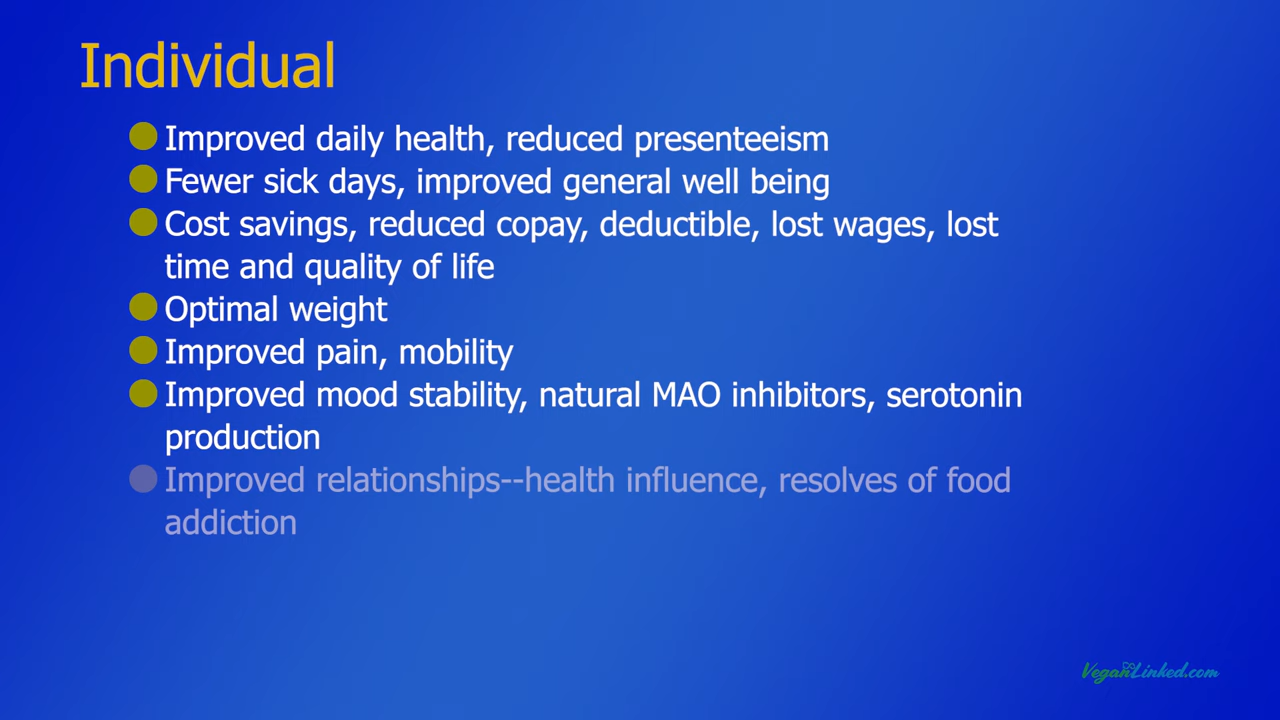 Individual
Improved daily health, reduced presenteeism
Fewer sick days, improved general well being
Cost savings, reduced copay, deductible, lost wages, lost
time and quality of life
Optimal weight
Improved pain, mobility
Improved mood stability, natural MAO inhibitors, serotonin
production
Improved relationships--health influence, resolves of food
addiction
VeganLinked.com